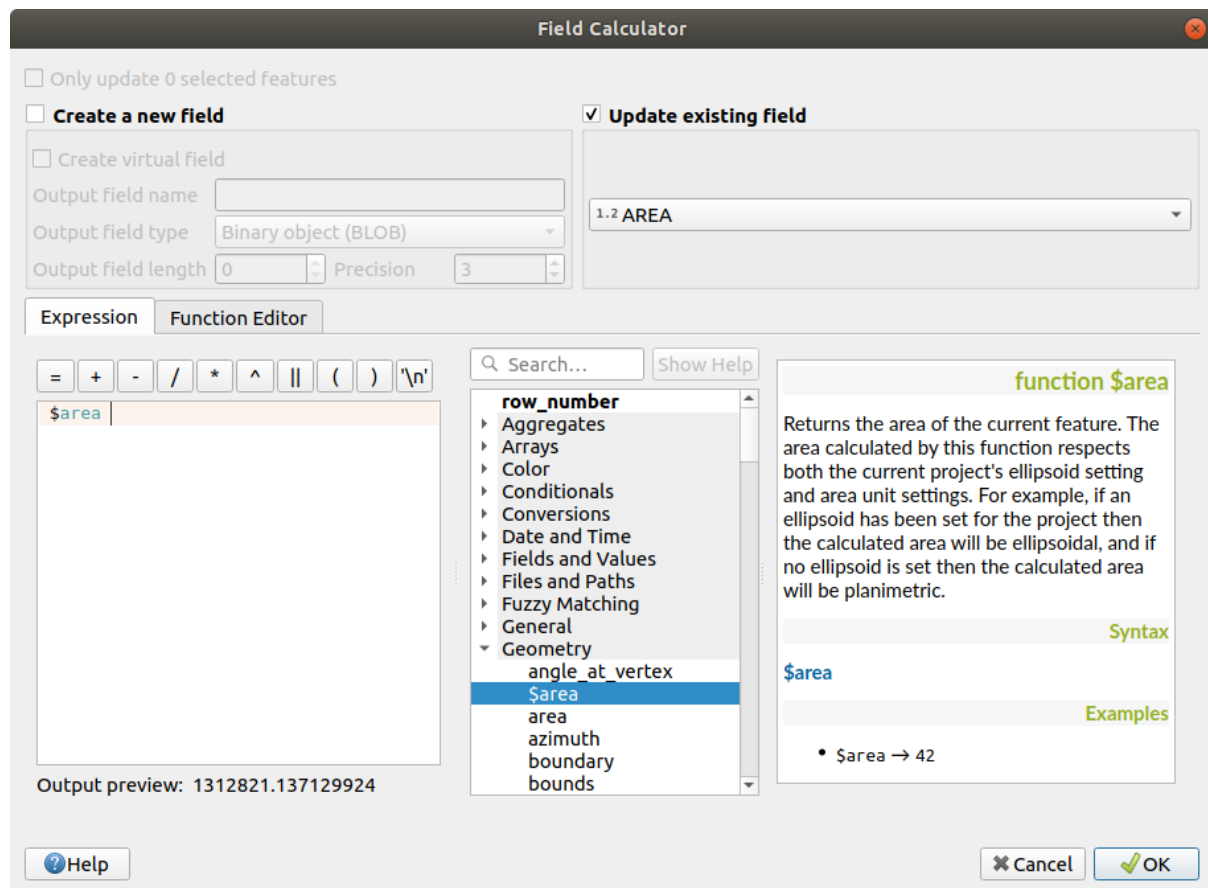 Field Calculator
Only update 0 selected features
Create a new field
Create virtual field
Output field name
Output field type Binary object (BLOB)
Output field length 0 Precision 3
Update existing field
1.2 AREA
Expression Function Editor
= + - / * ^ || ( ) '\n'
$area
Output preview: 1312821.137129924
Search... Show Help
row_number
Aggregates
Arrays
Color
Conditionals
Conversions
Date and Time
Fields and Values
Files and Paths
Fuzzy Matching
General
Geometry
angle_at_vertex
$area
area
azimuth
boundary
bounds
function $area
Returns the area of the current feature. The
area calculated by this function respects
both the current project's ellipsoid setting
and area unit settings. For example, if an
ellipsoid has been set for the project then
the calculated area will be ellipsoidal, and if
no ellipsoid is set then the calculated area
will be planimetric.
Syntax
$area
Examples
• $area → 42
Help Cancel OK